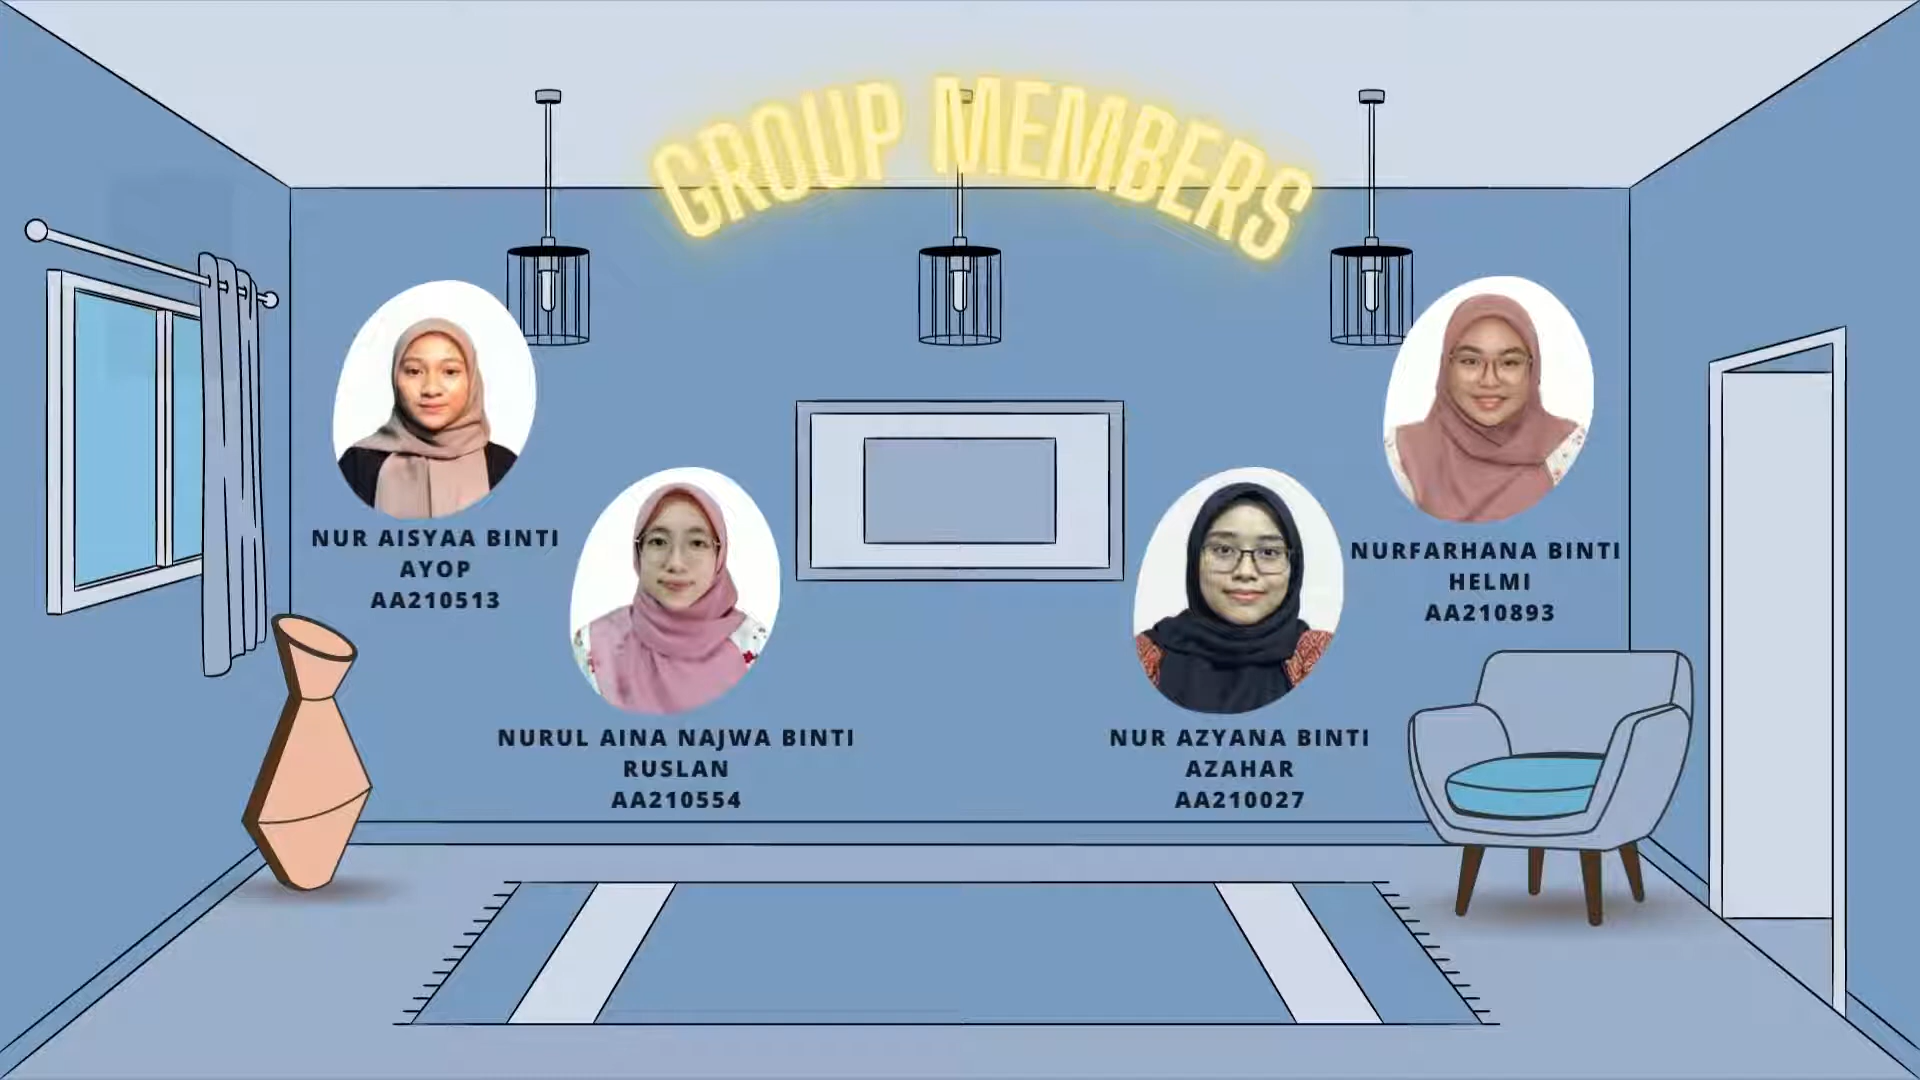 GROUP MEMBERS
NUR AISYAA BINTI
AYOP
AA210513
NURUL AINA NAJWA BINTI
RUSLAN
AA210554
NUR AZYANA BINTI
AZAHAR
AA210027
NURFARHANA BINTI
HELMI
AA210893